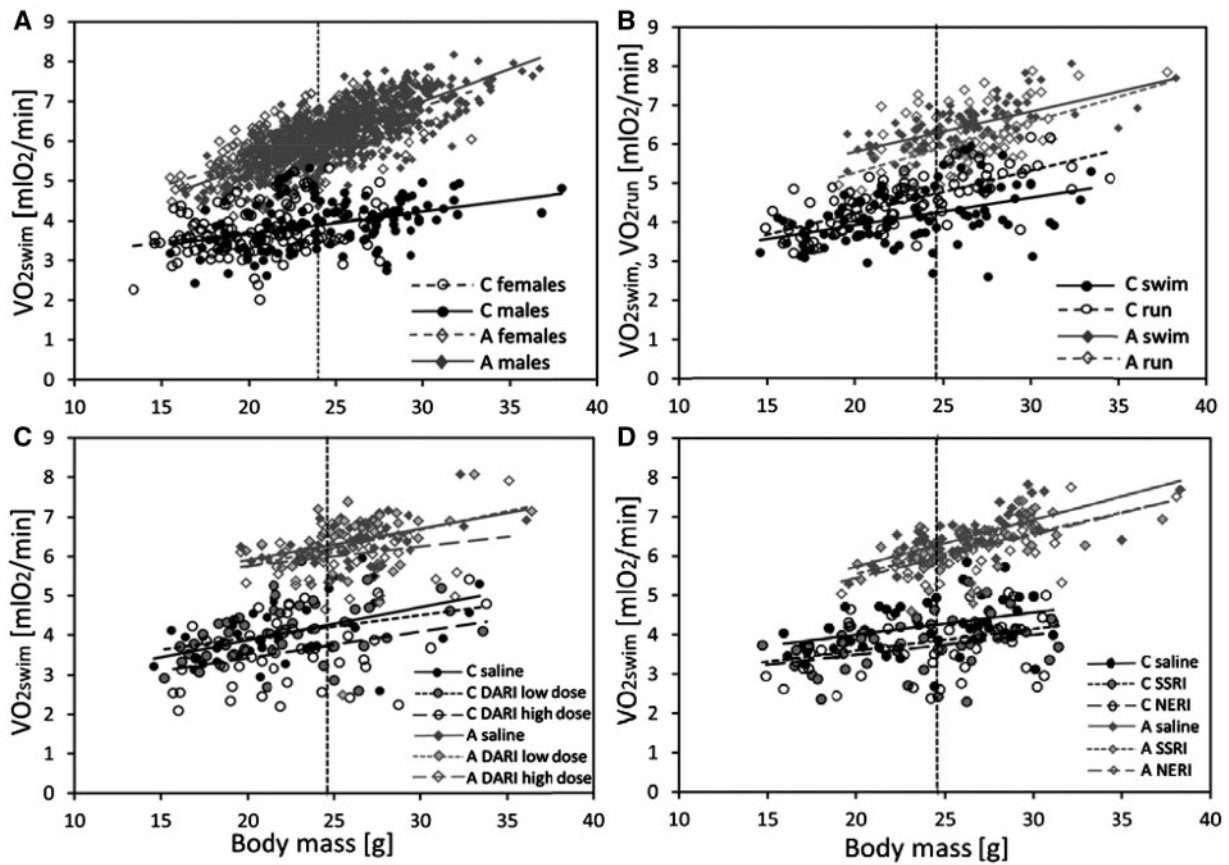 A
9
8
7
6
5
4
3
2
1
0
VO2swim [mlO2/min]
C females
C males
A females
A males
10 15 20 25 30 35 40
B
9
8
7
6
5
4
3
2
1
0
VO2swim, VO2run [mlO2/min]
C swim
C run
A swim
A run
10 15 20 25 30 35 40
C
9
8
7
6
5
4
3
2
1
0
VO2swim [mlO2/min]
C saline
C DARI low dose
C DARI high dose
A saline
A DARI low dose
A DARI high dose
10 15 20 25 30 35 40
Body mass [g]
D
9
8
7
6
5
4
3
2
1
0
VO2swim [mlO2/min]
C saline
C SSRI
C NERI
A saline
A SSRI
A NERI
10 15 20 25 30 35 40
Body mass [g]